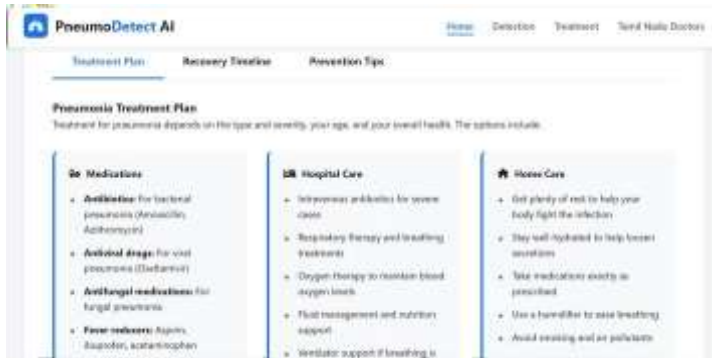 PneumoDetect AI
Home Detection Treatment Tamil Nadu Doctors
Treatment Plan Recovery Timeline Prevention Tips
Pneumonia Treatment Plan
Treatment for pneumonia depends on the type and severity, your age, and your overall health. The options include:
Medications
Antibiotics: For bacterial
pneumonia (Amoxicillin,
Azithromycin)
Antiviral drugs: For viral
pneumonia (Oseltamivir)
Antifungal medications: For
fungal pneumonia
Fever reducers: Aspirin,
ibuprofen, acetaminophen
Hospital Care
Intravenous antibiotics for severe
cases
Respiratory therapy and breathing
treatments
Oxygen therapy to maintain blood
oxygen levels
Fluid management and nutrition
support
Ventilator support if breathing is
Home Care
Get plenty of rest to help your
body fight the infection
Stay well-hydrated to help loosen
secretions
Take medications exactly as
prescribed
Use a humidifier to ease breathing
Avoid smoking and air pollutants